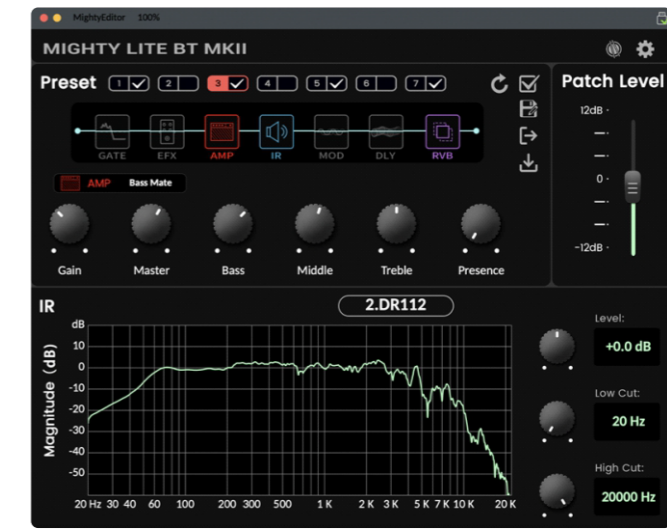 MightyEditor 100%
MIGHTY LITE BT MKII
Preset 1 2 3 4 5 6 7
Patch Level
12dB
0
-12dB
GATE EFX AMP IR MOD DLY RVB
AMP Bass Mate
Gain Master Bass Middle Treble Presence
IR
2.DR112
dB
10
0
-10
-20
-30
-40
-50
Magnitude (dB)
20 Hz 30 40 60 100 200 300 500 1 K 2 K 3 K 5 K 7 K 10 K 20 K
Level:
+0.0 dB
Low Cut:
20 Hz
High Cut:
20000 Hz